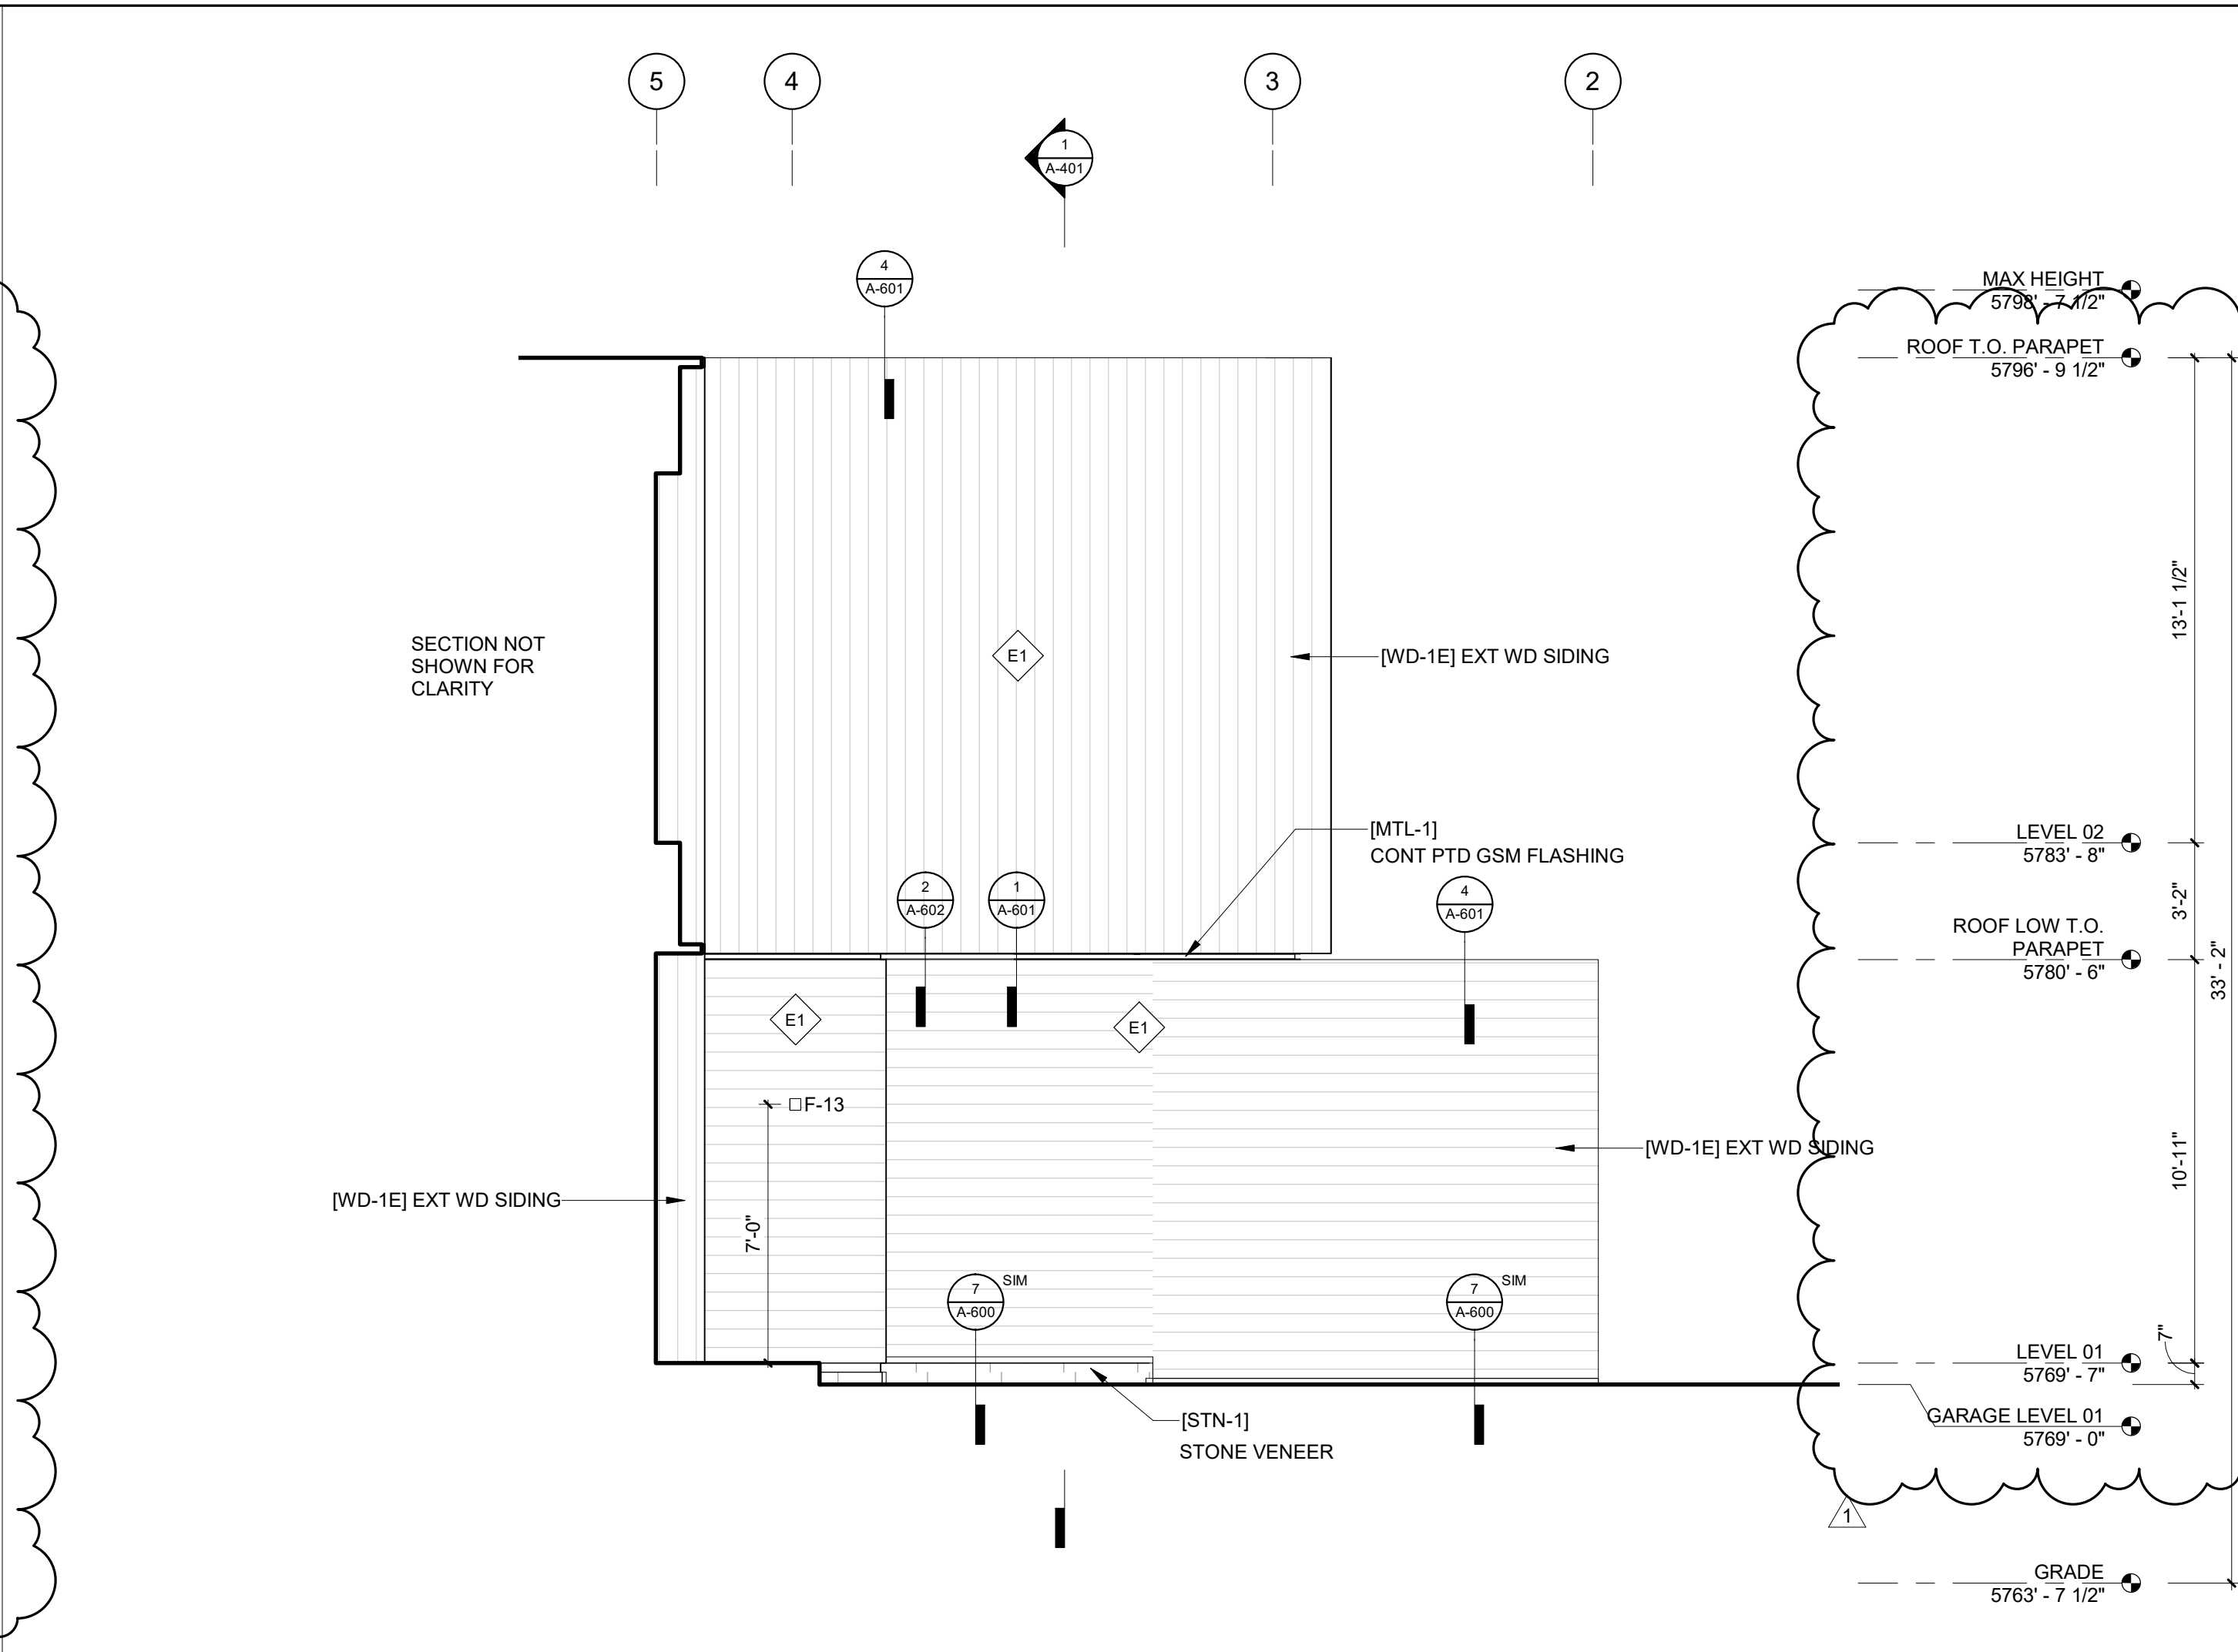 5
4
3
2
1
A-401
4
A-601
MAX HEIGHT
5798' - 7 1/2"
ROOF T.O. PARAPET
5796' - 9 1/2"
13'-1 1/2"
SECTION NOT
SHOWN FOR
CLARITY
E1
[WD-1E] EXT WD SIDING
[MTL-1]
CONT PTD GSM FLASHING
LEVEL 02
5783' - 8"
2
A-602
1
A-601
4
A-601
3'-2"
ROOF LOW T.O.
PARAPET
5780' - 6"
33' - 2"
E1
E1
F-13
[WD-1E] EXT WD SIDING
10'-11"
[WD-1E] EXT WD SIDING
7'-0"
7
A-600
SIM
7
A-600
SIM
7"
LEVEL 01
5769' - 7"
[STN-1]
STONE VENEER
GARAGE LEVEL 01
5769' - 0"
1
GRADE
5763' - 7 1/2"